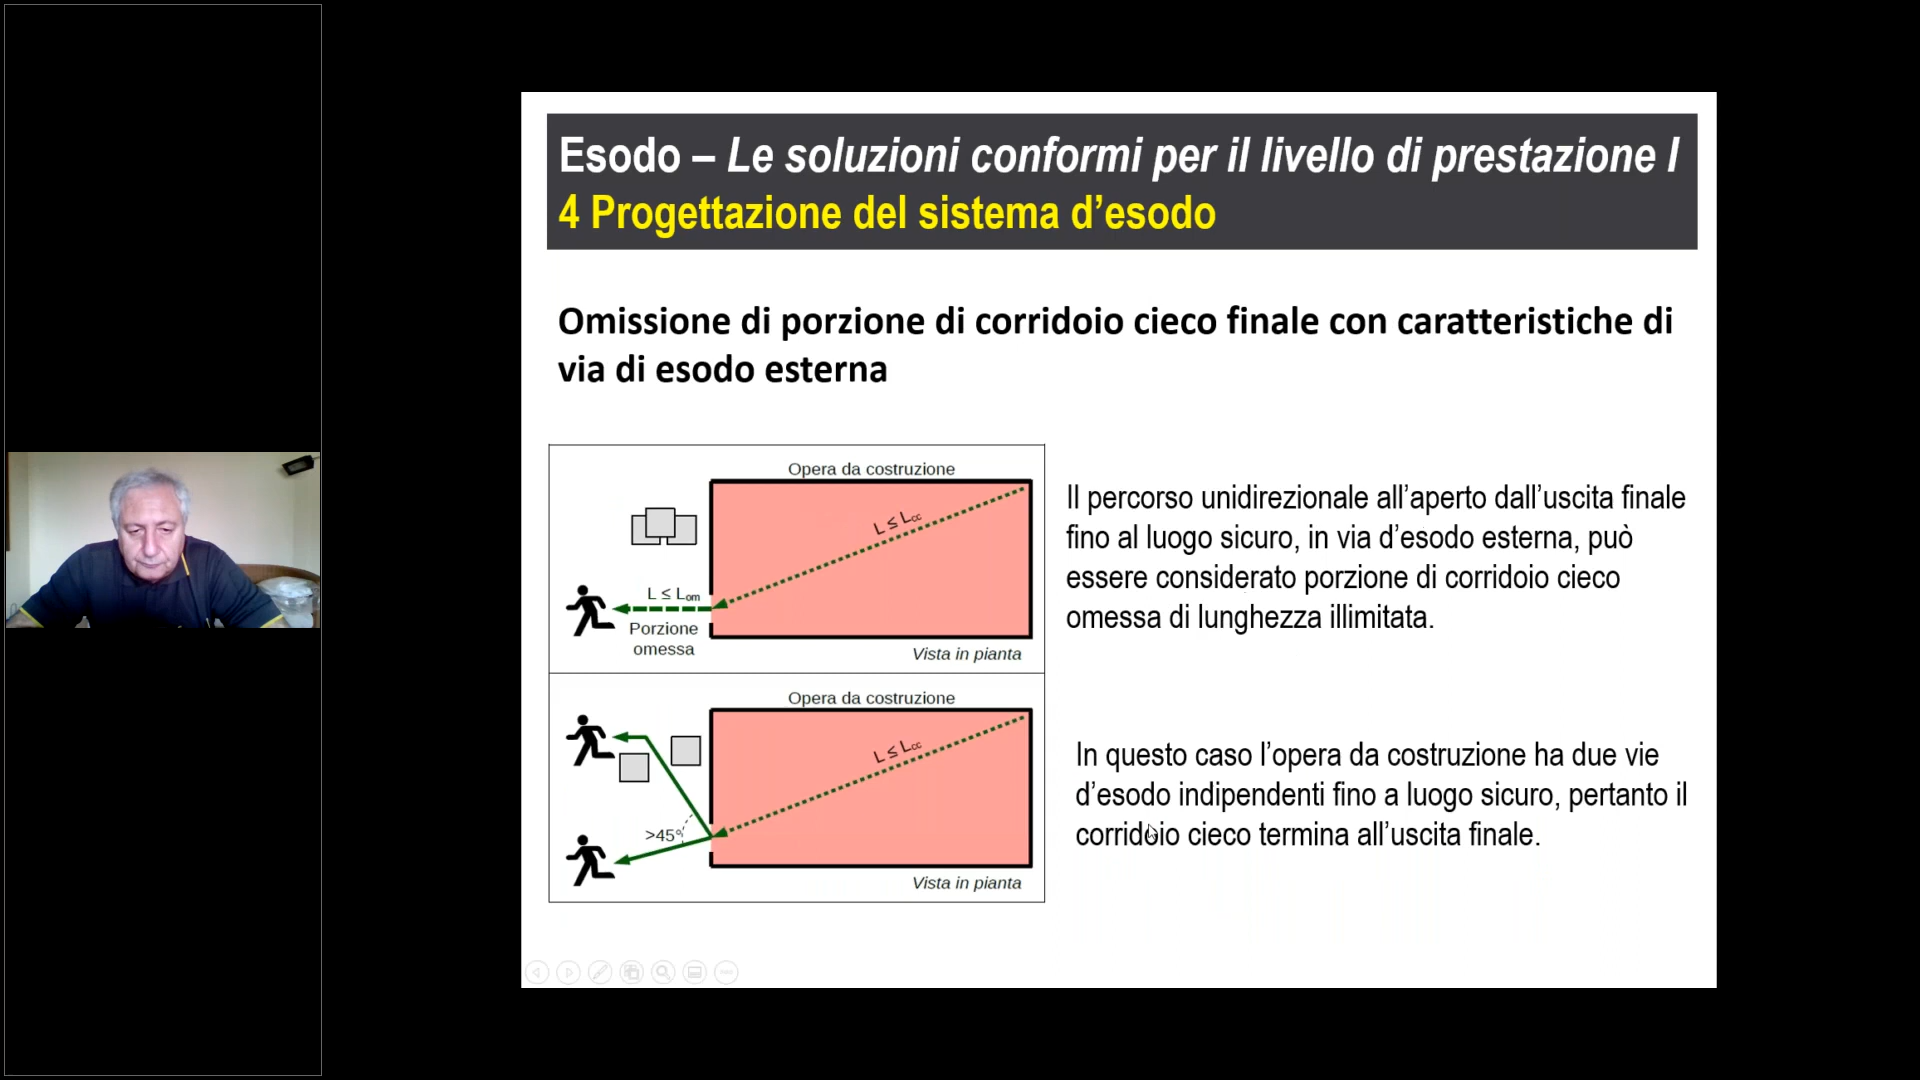 Esodo – Le soluzioni conformi per il livello di prestazione I
4 Progettazione del sistema d’esodo
Omissione di porzione di corridoio cieco finale con caratteristiche di
via di esodo esterna
Opera da costruzione
L ≤ Lcc
L ≤ Lom
Porzione
omessa
Vista in pianta
Il percorso unidirezionale all’aperto dall’uscita finale
fino al luogo sicuro, in via d’esodo esterna, può
essere considerato porzione di corridoio cieco
omessa di lunghezza illimitata.
Opera da costruzione
L ≤ Lcc
>45°
Vista in pianta
In questo caso l’opera da costruzione ha due vie
d’esodo indipendenti fino a luogo sicuro, pertanto il
corridoio cieco termina all’uscita finale.